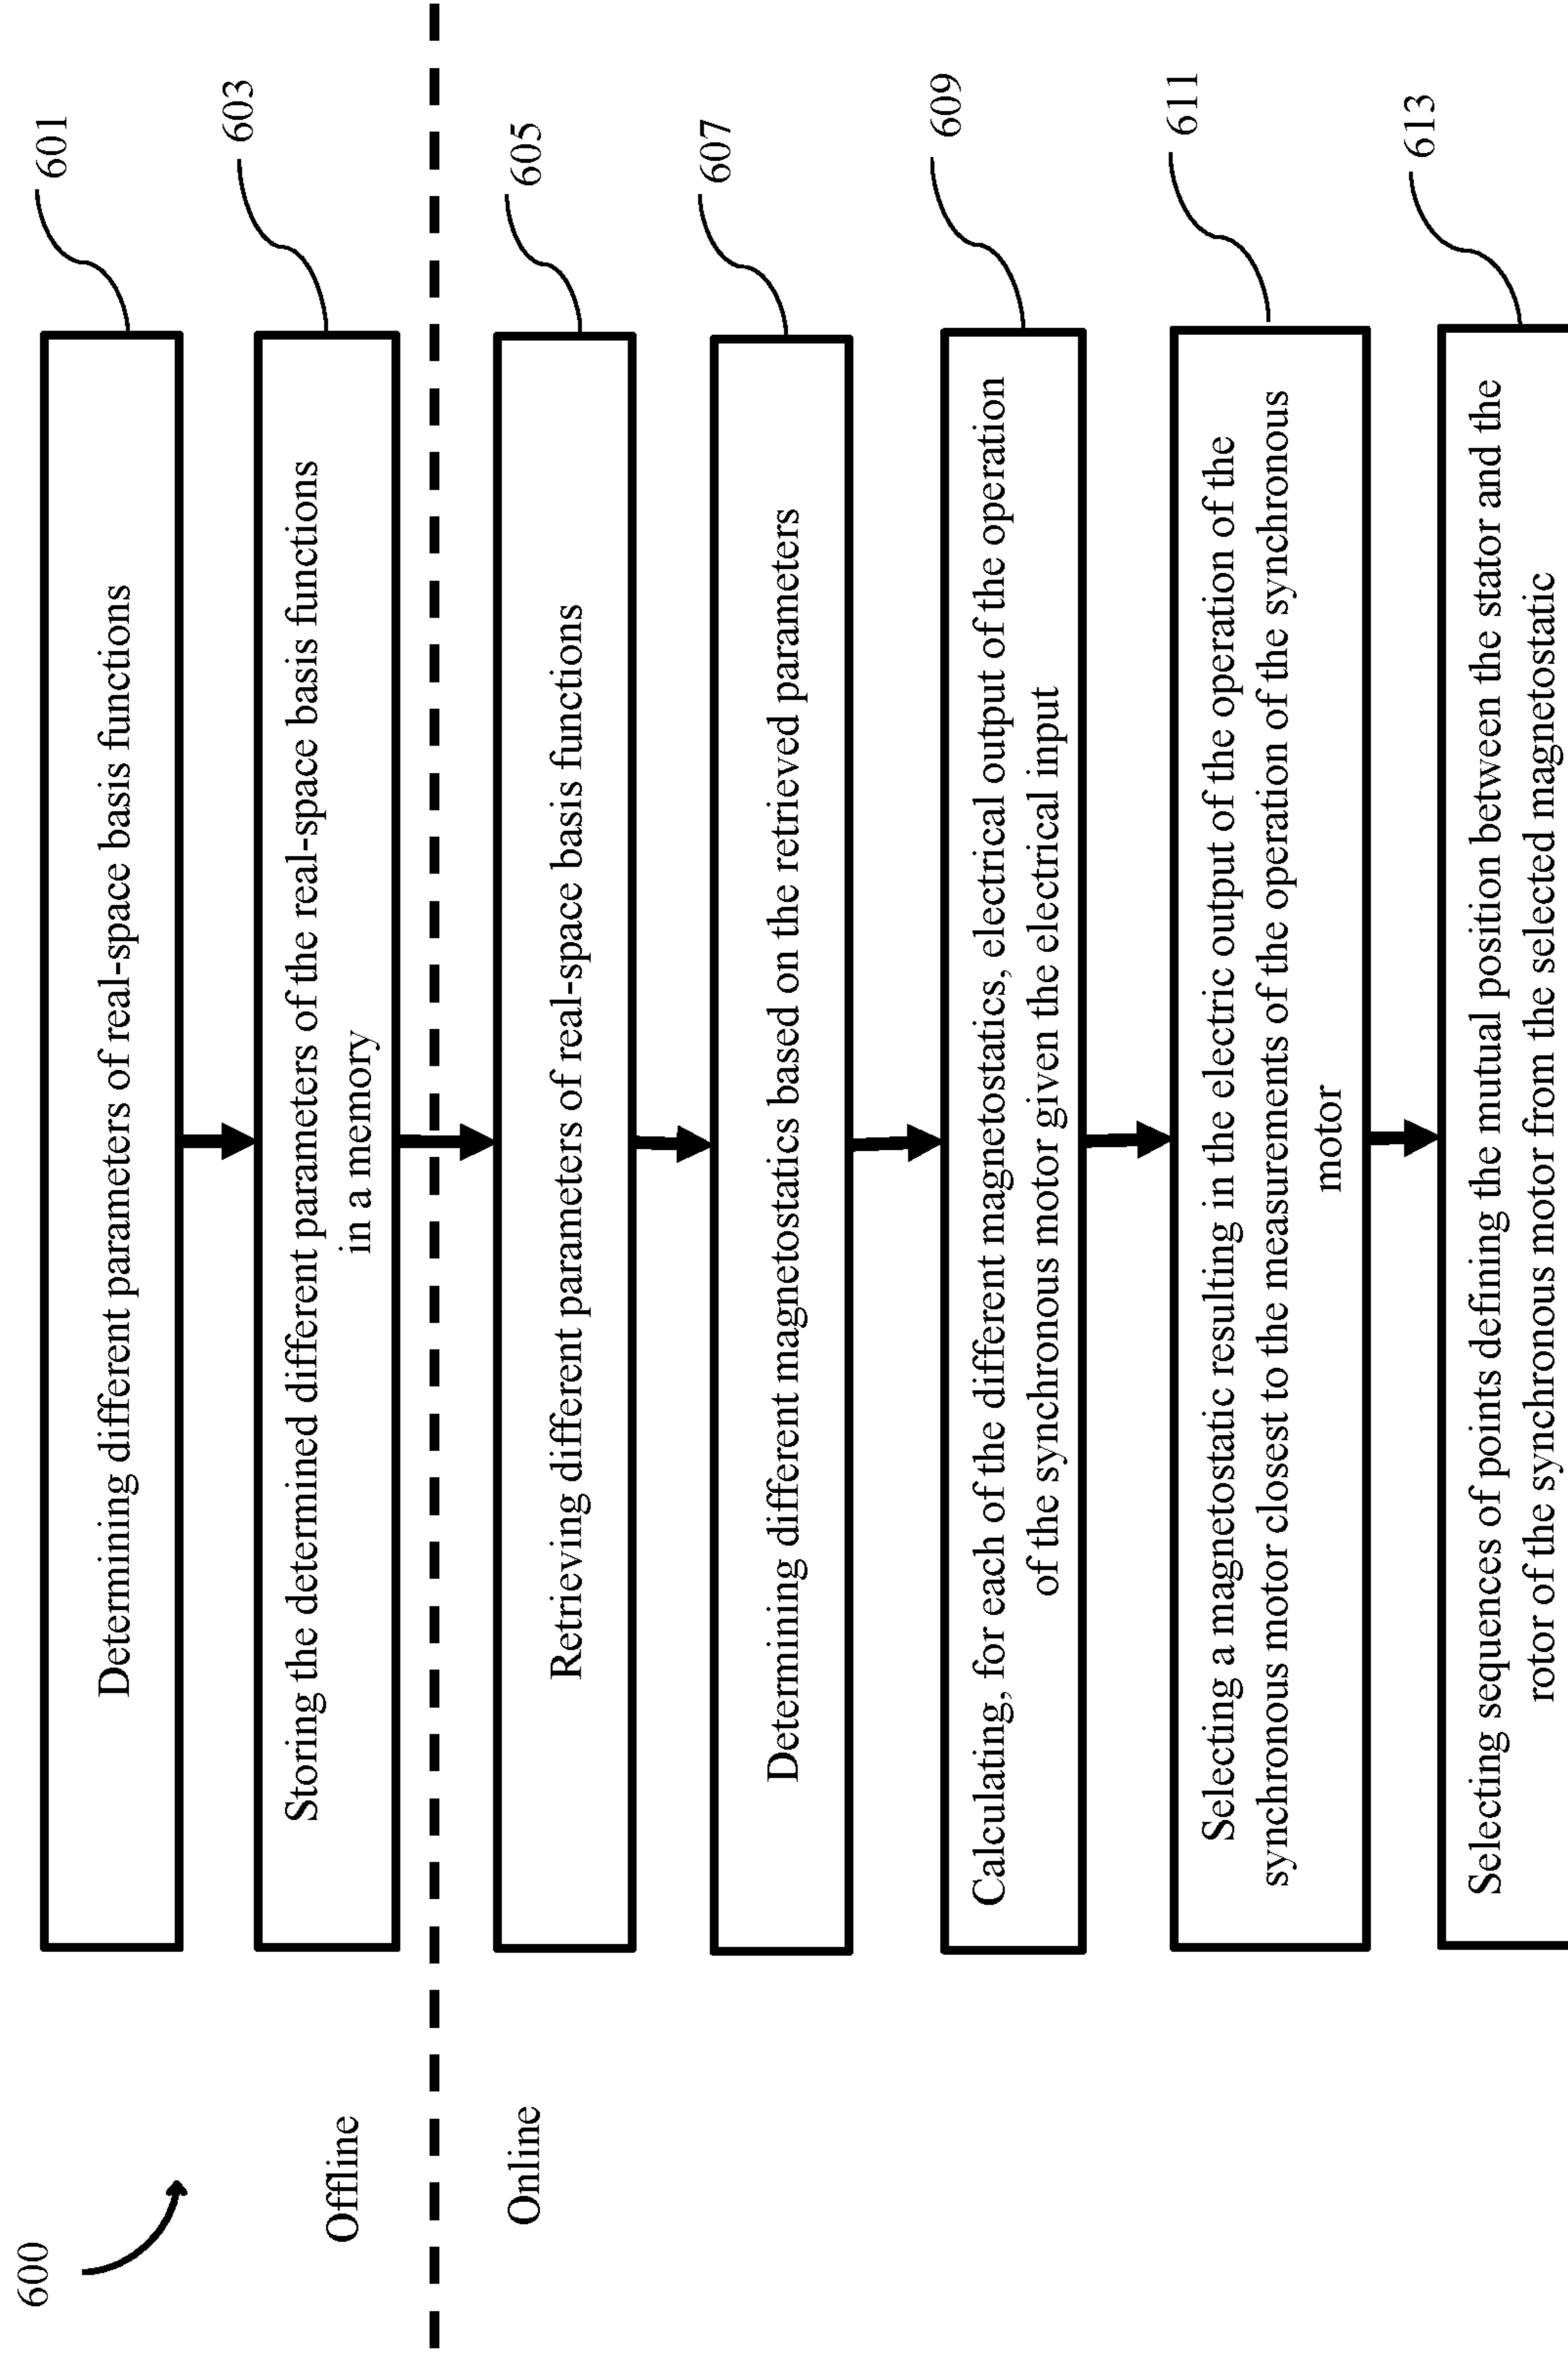 600
601
Determining different parameters of real-space basis functions
603
Storing the determined different parameters of the real-space basis functions
in a memory
Offline
Online
605
Retrieving different parameters of real-space basis functions
607
Determining different magnetostatics based on the retrieved parameters
609
Calculating, for each of the different magnetostatics, electrical output of the operation
of the synchronous motor given the electrical input
611
Selecting a magnetostatic resulting in the electric output of the operation of the
synchronous motor closest to the measurements of the operation of the synchronous
motor
613
Selecting sequences of points defining the mutual position between the stator and the
rotor of the synchronous motor from the selected magnetostatic